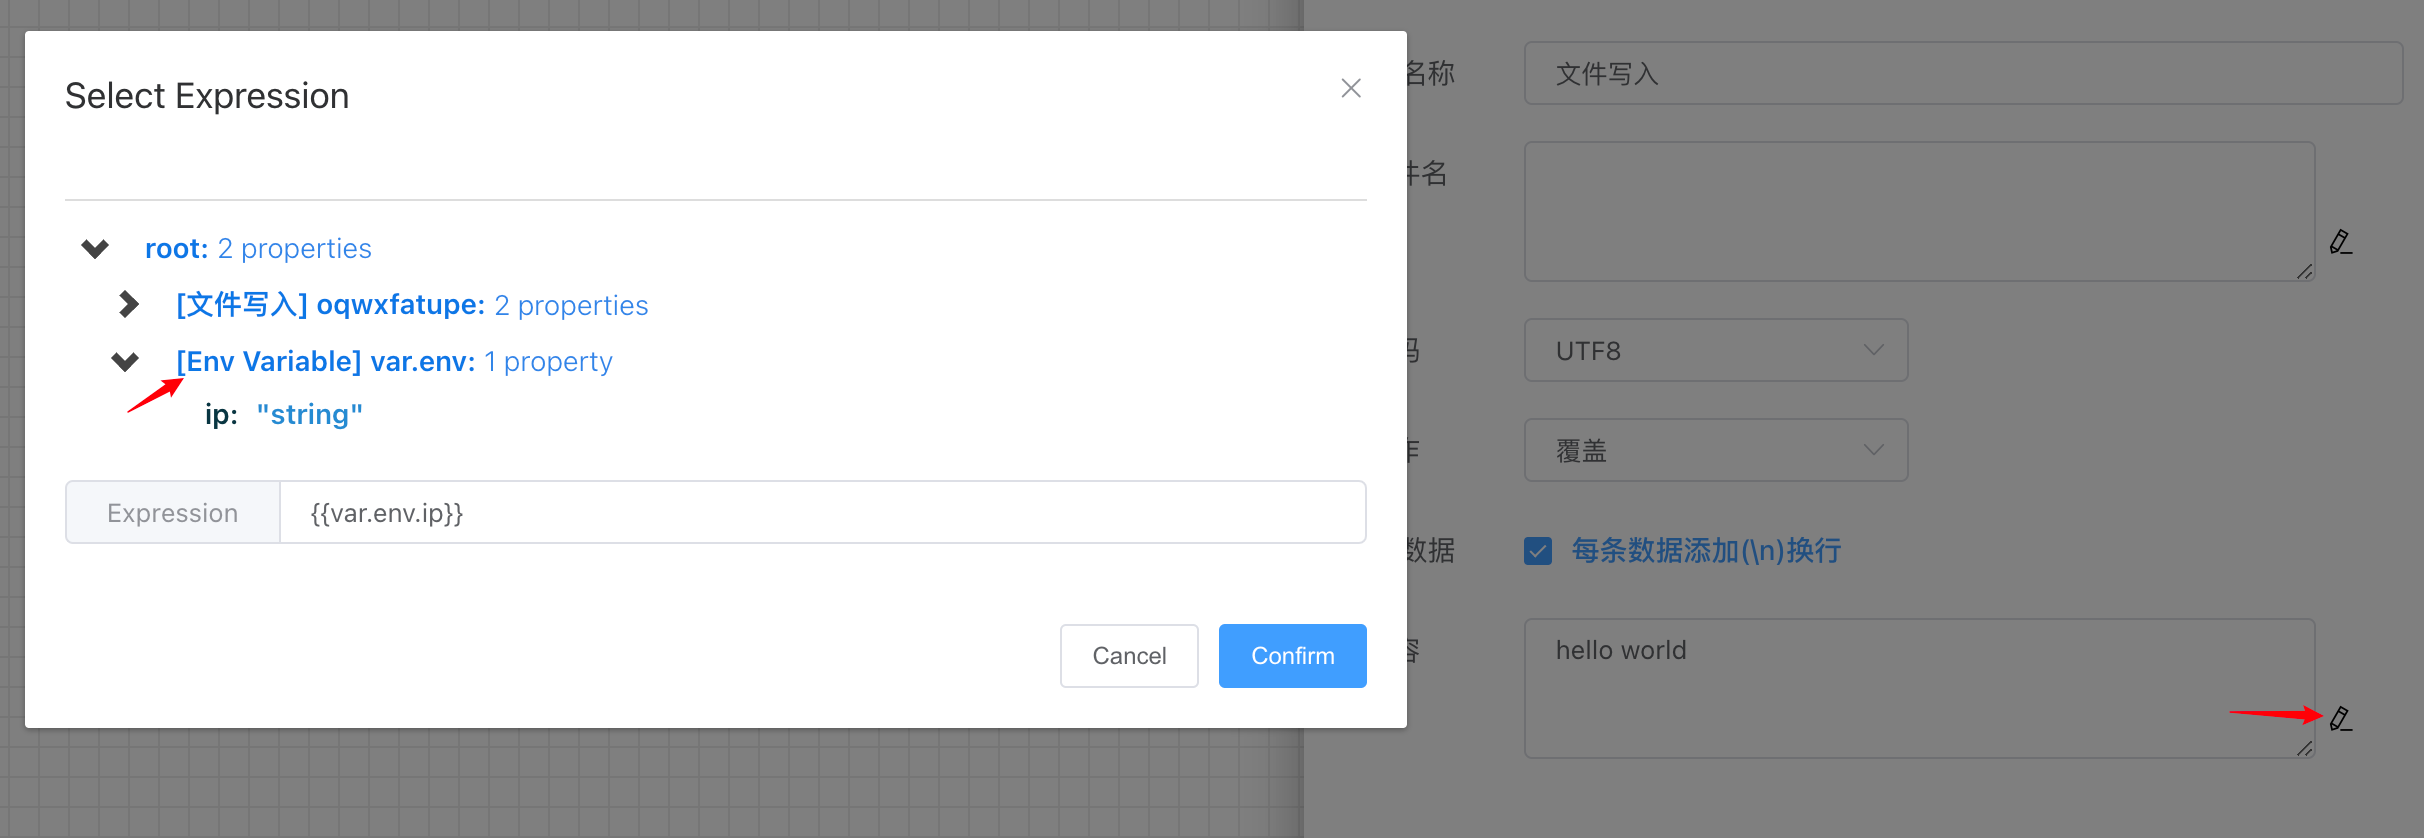 Select Expression
root: 2 properties
[文件写入] oqwxfatupe: 2 properties
[Env Variable] var.env: 1 property
ip: "string"
Expression {{var.env.ip}}
Cancel Confirm
名称 文件写入
件名
码 UTF8
作 覆盖
数据 每条数据添加(\n)换行
容 hello world